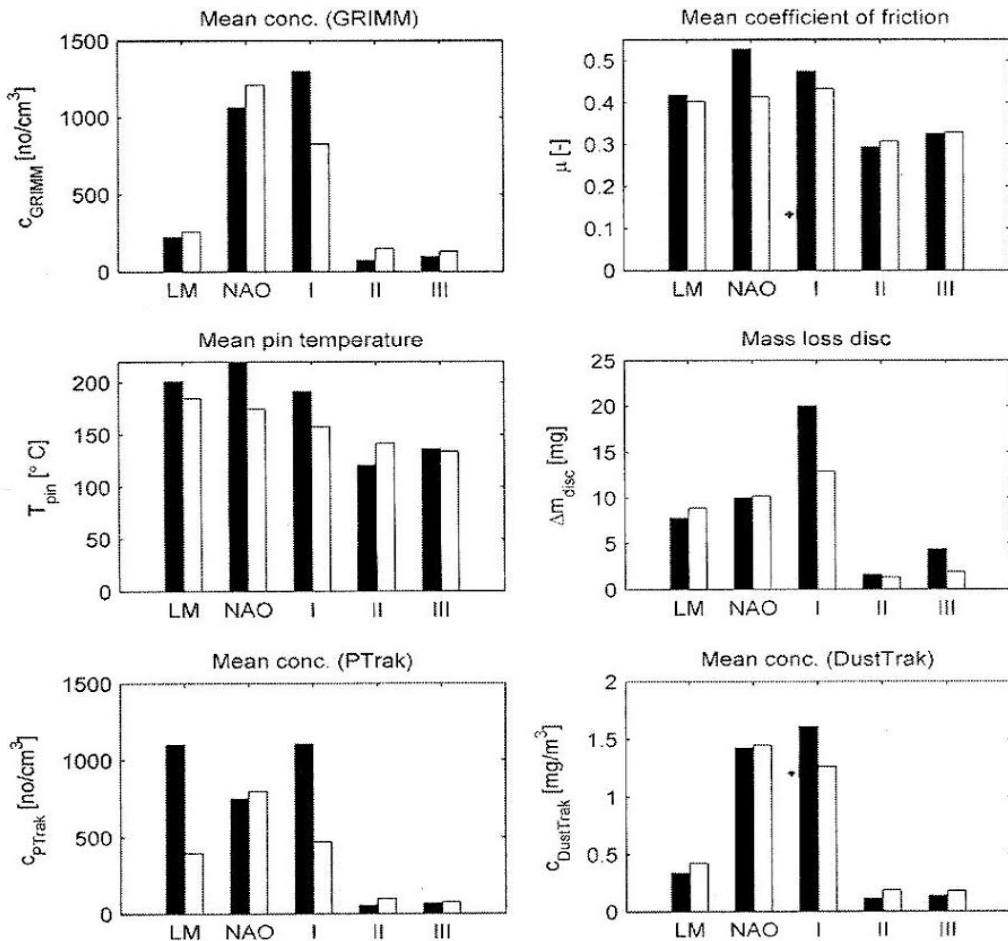 Mean conc. (GRIMM)
1500
1000
500
0
c_GRIMM [no/cm³]
LM NAO I II III
Mean coefficient of friction
0.5
0.4
0.3
0.2
0.1
0
μ [-]
LM NAO I II III
Mean pin temperature
200
150
100
50
0
T_pin [° C]
LM NAO I II III
Mass loss disc
25
20
15
10
5
0
Δm_disc [mg]
LM NAO I II III
Mean conc. (PTrak)
1500
1000
500
0
c_PTrak [no/cm³]
LM NAO I II III
Mean conc. (DustTrak)
2
1.5
1
0.5
0
c_DustTrak [mg/m³]
LM NAO I II III